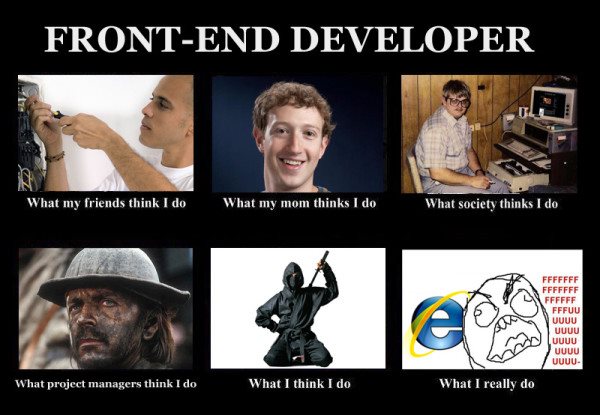 FRONT-END DEVELOPER
What my friends think I do
What my mom thinks I do
What society thinks I do
What project managers think I do
What I think I do
FFFFFFF
FFFFFFF
FFFFFF
FFFUU
UUUU
UUUU
UUUU
UUUU
UUUU-
What I really do